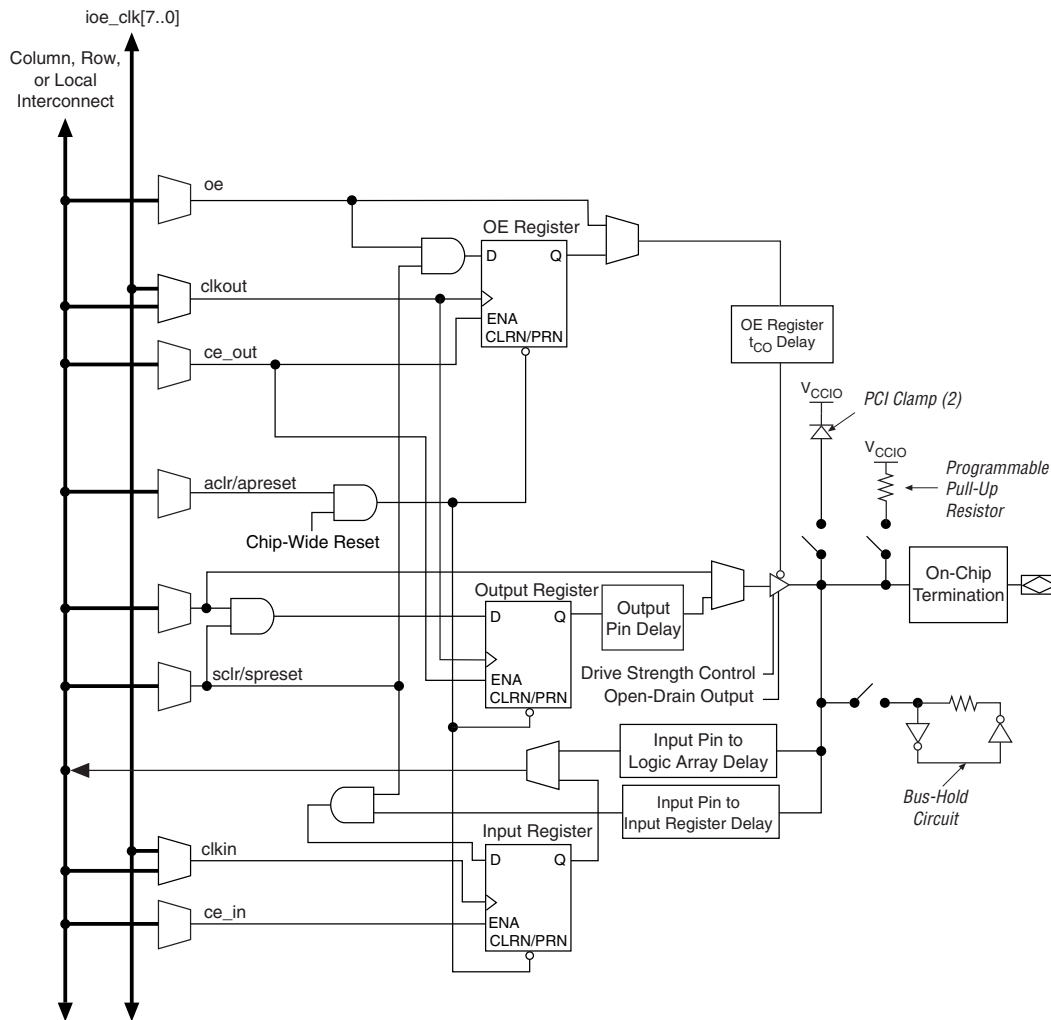 ioe_clk[7..0]
Column, Row,
or Local
Interconnect
oe
OE Register
D
Q
clkout
ENA
CLRN/PRN
ce_out
OE Register
tCO Delay
VCCIO
PCI Clamp (2)
VCCIO
Programmable
Pull-Up
Resistor
aclr/apreset
Chip-Wide Reset
On-Chip
Termination
Output Register
D
Q
Output
Pin Delay
ENA
CLRN/PRN
sclr/spreset
Drive Strength Control
Open-Drain Output
Input Pin to
Logic Array Delay
Input Pin to
Input Register Delay
Bus-Hold
Circuit
Input Register
D
Q
clkin
ENA
CLRN/PRN
ce_in